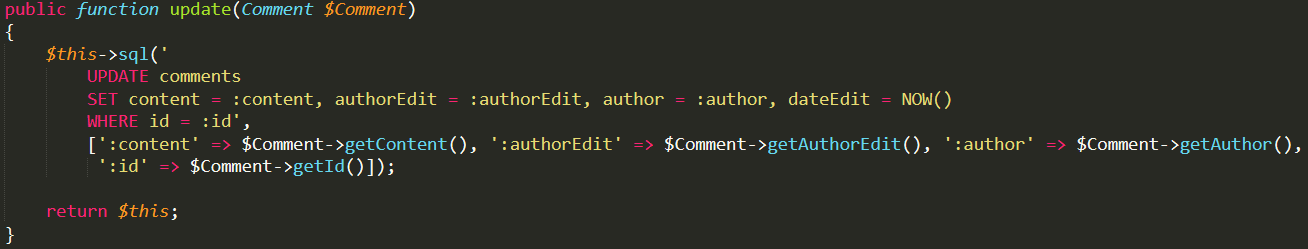 public function update(Comment $Comment)
{
    $this->sql('
        UPDATE comments
        SET content = :content, authorEdit = :authorEdit, author = :author, dateEdit = NOW()
        WHERE id = :id',
        [':content' => $Comment->getContent(), ':authorEdit' => $Comment->getAuthorEdit(), ':author' => $Comment->getAuthor(),
         ':id' => $Comment->getId()]);

    return $this;
}